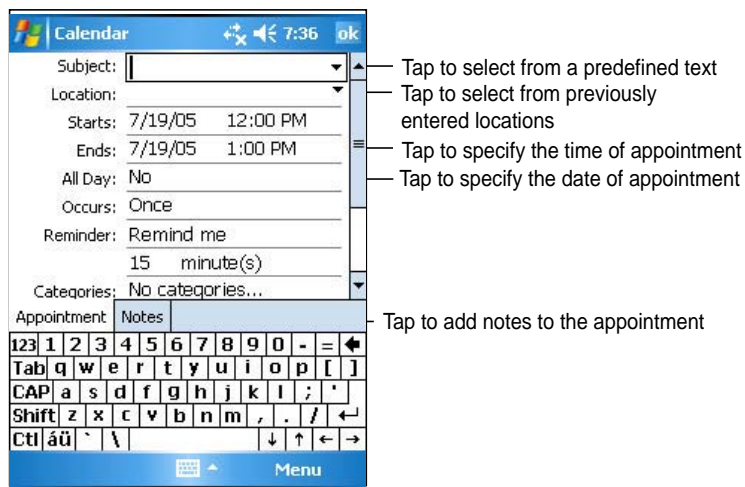 Calendar 7:36 ok
Subject:
Tap to select from a predefined text
Location:
Tap to select from previously
entered locations
Starts: 7/19/05 12:00 PM
Ends: 7/19/05 1:00 PM
Tap to specify the time of appointment
All Day: No
Tap to specify the date of appointment
Occurs: Once
Reminder: Remind me
15 minute(s)
Categories: No categories...
Appointment Notes
Tap to add notes to the appointment
123 1 2 3 4 5 6 7 8 9 0 - =
Tab q w e r t y u i o p [ ]
CAP a s d f g h j k l ; '
Shift z x c v b n m , . /
Ctl áü ` \
Menu